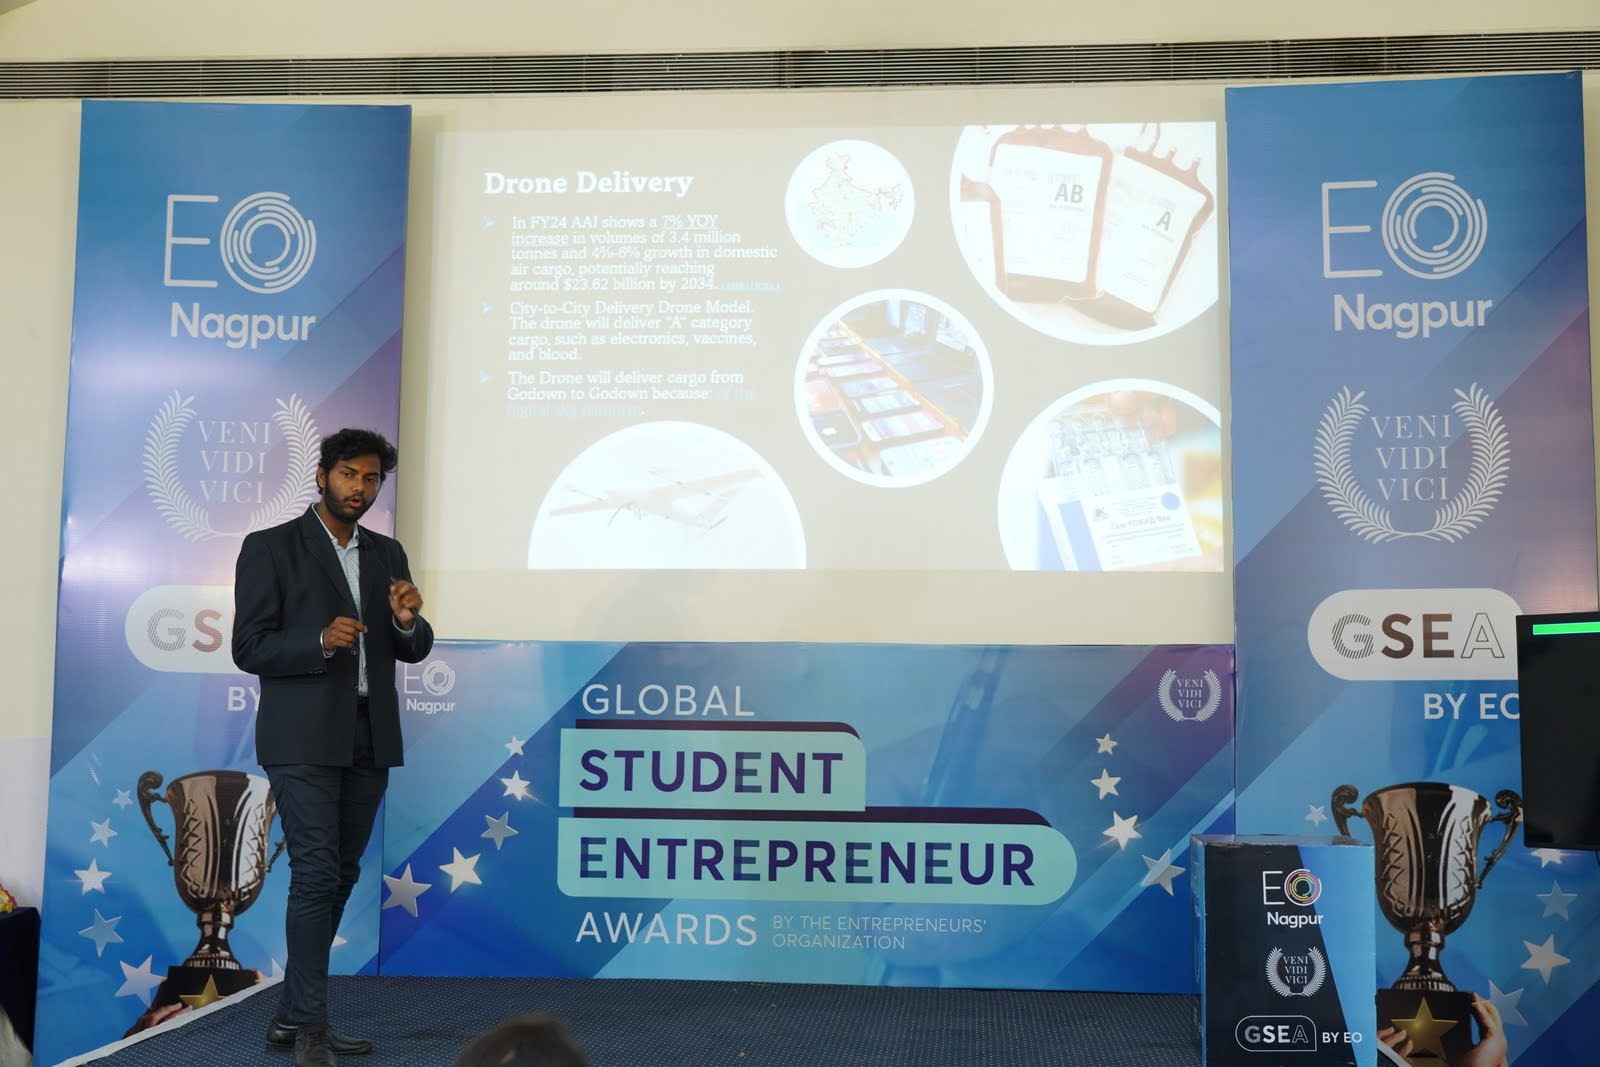 EO
Nagpur
VENI
VIDI
VICI
GS
BY
Drone Delivery
In FY24 AAI shows a 7% YOY
increase in volumes of 3.4 million
tonnes and 4%-6% growth in domestic
air cargo, potentially reaching
around $23.62 billion by 2034.
City-to-City Delivery Drone Model.
The drone will deliver "A" category
cargo, such as electronics, vaccines,
and blood.
The Drone will deliver cargo from
Godown to Godown because: of the
digital sky platform.
AB
A
EO
Nagpur
VENI
VIDI
VICI
GSEA
BY EO
EO
Nagpur
GLOBAL
STUDENT
ENTREPRENEUR
AWARDS
BY THE ENTREPRENEURS'
ORGANIZATION
VENI
VIDI
VICI
EO
Nagpur
VENI
VIDI
VICI
GSEA BY EO